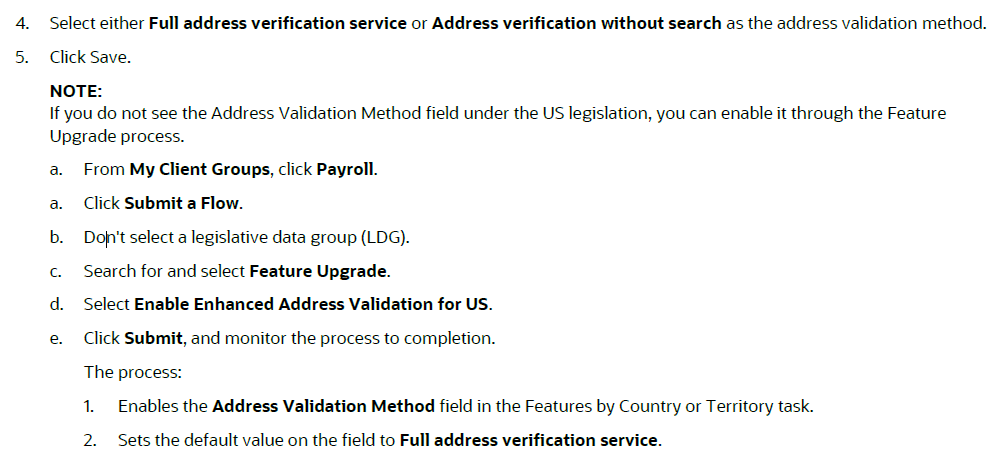 4. Select either Full address verification service or Address verification without search as the address validation method.
5. Click Save.
NOTE:
If you do not see the Address Validation Method field under the US legislation, you can enable it through the Feature
Upgrade process.
a. From My Client Groups, click Payroll.
a. Click Submit a Flow.
b. Don't select a legislative data group (LDG).
c. Search for and select Feature Upgrade.
d. Select Enable Enhanced Address Validation for US.
e. Click Submit, and monitor the process to completion.
The process:
1. Enables the Address Validation Method field in the Features by Country or Territory task.
2. Sets the default value on the field to Full address verification service.